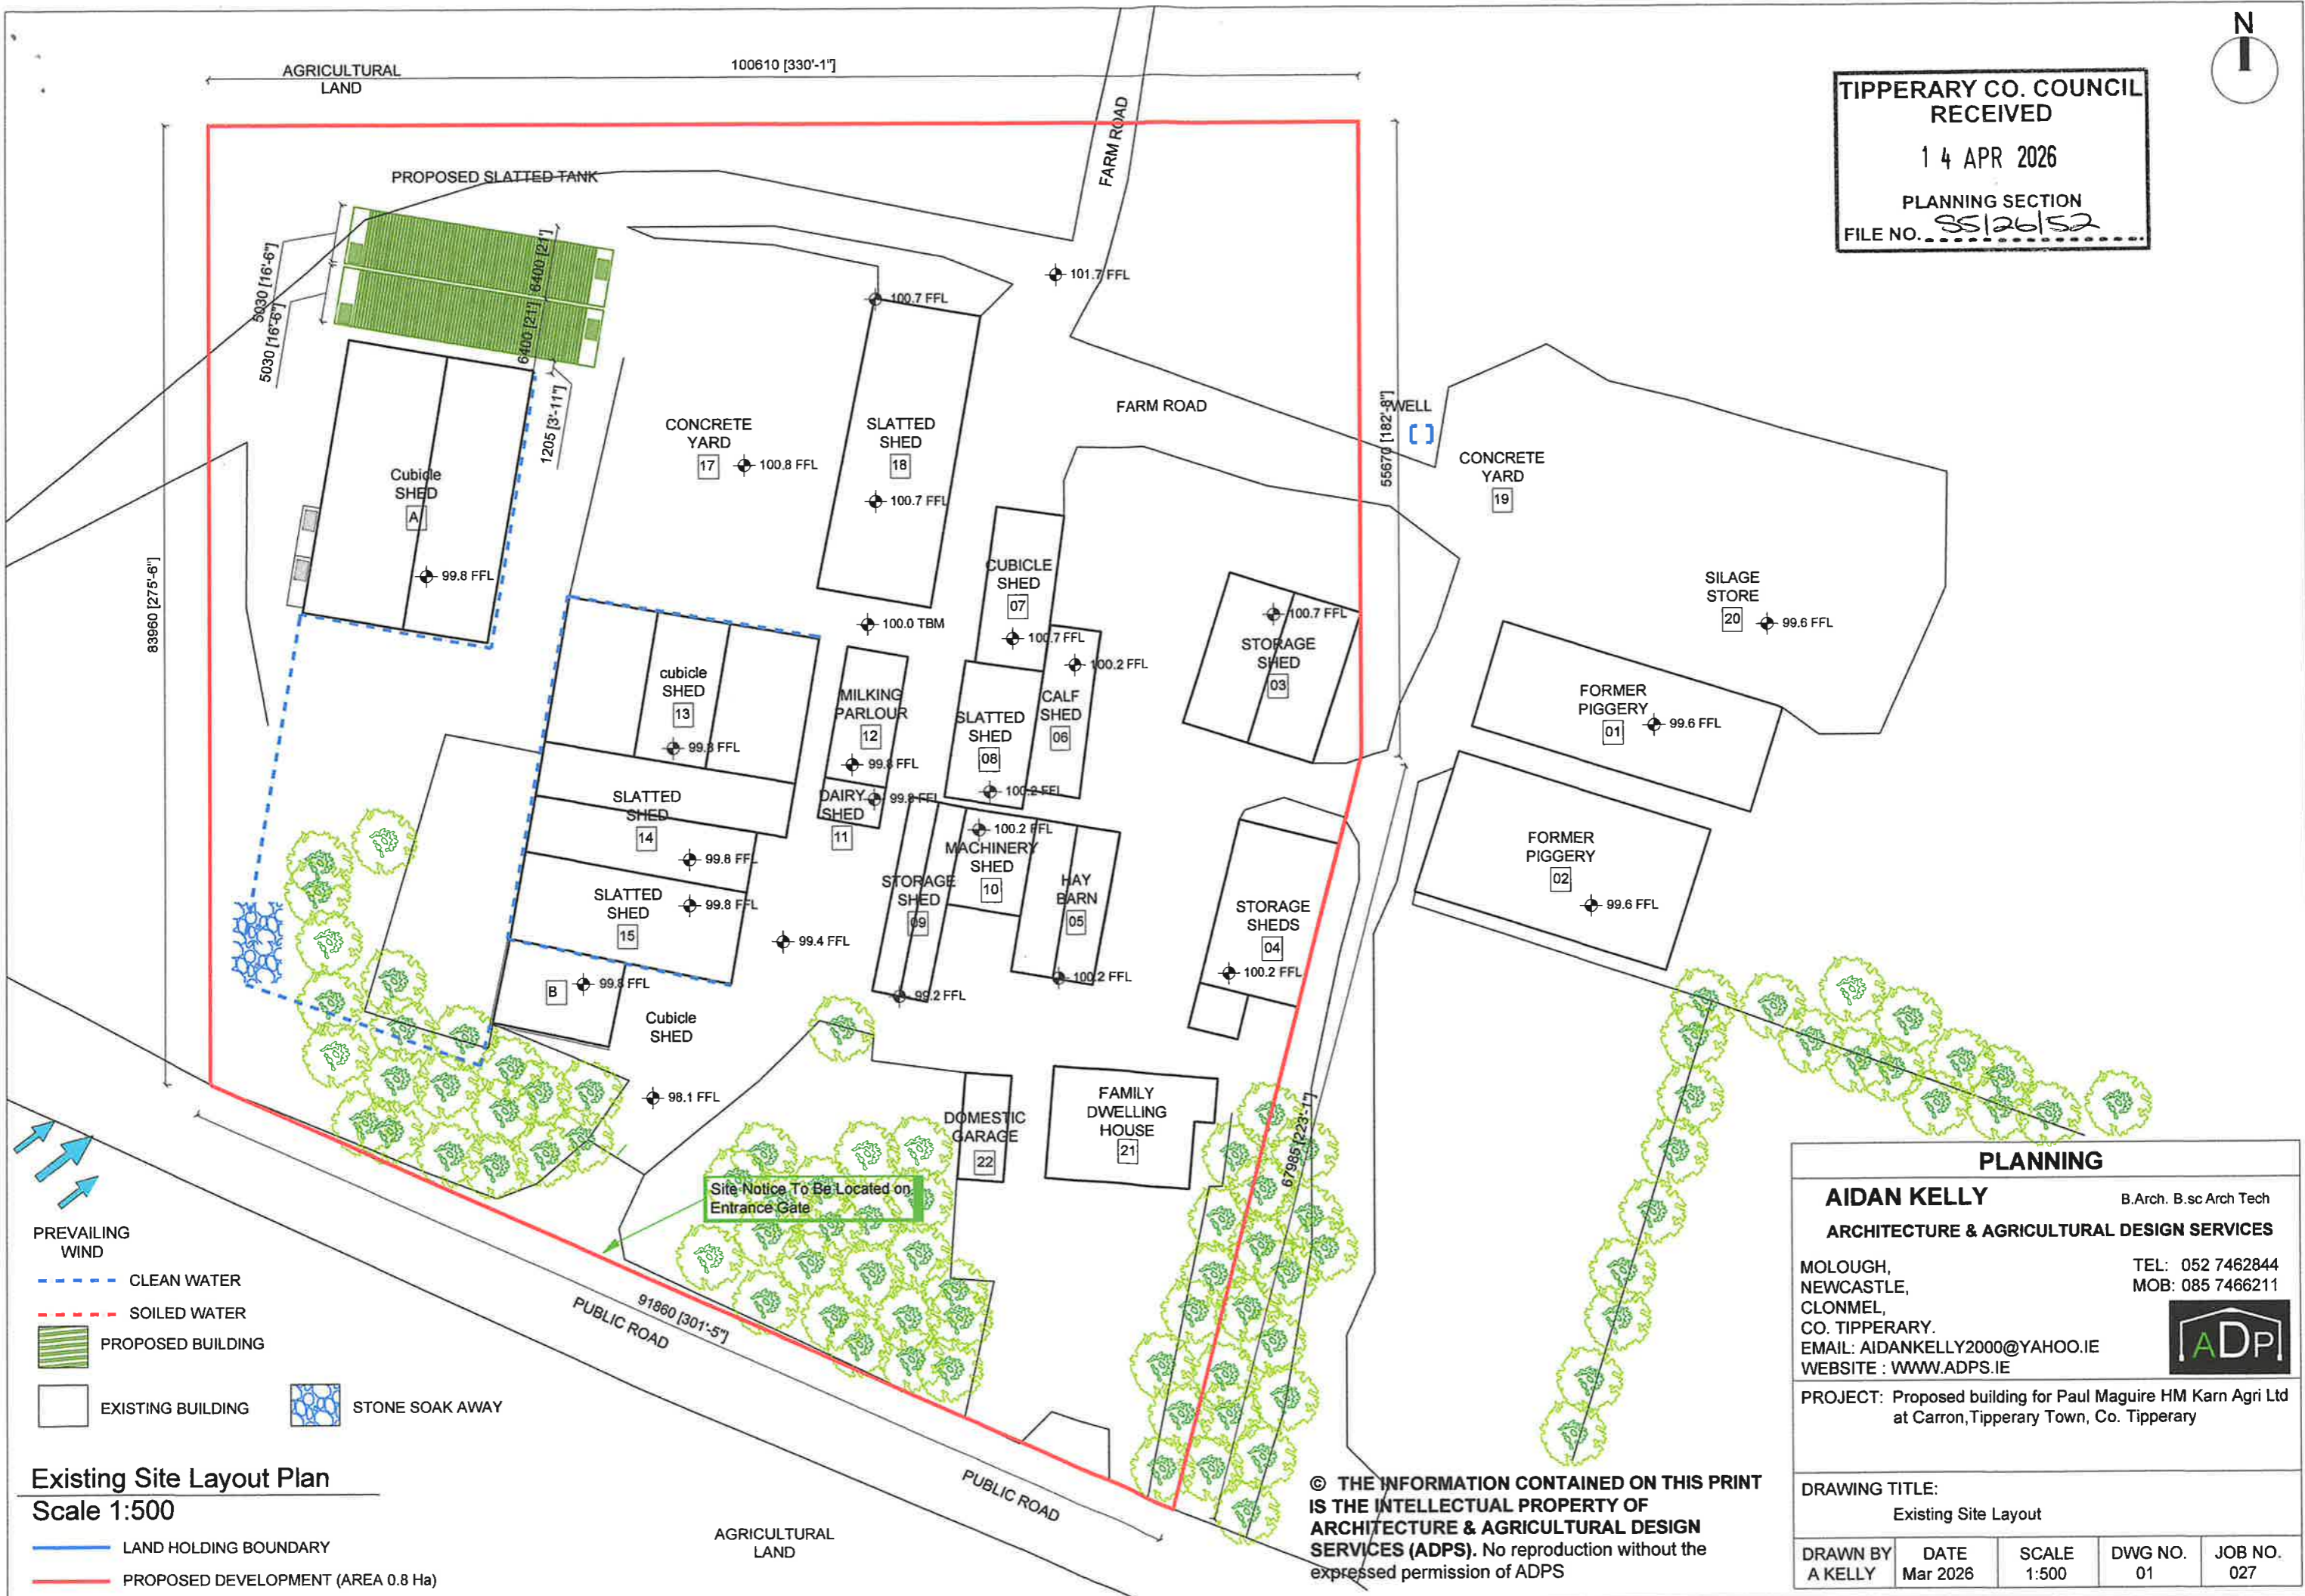 N
TIPPERARY CO. COUNCIL
RECEIVED
1 4 APR 2026
PLANNING SECTION
FILE NO. SS|26|52
AGRICULTURAL
LAND
100610 [330'-1"]
FARM ROAD
PROPOSED SLATTED TANK
5030 [16'-6"]
5030 [16'-6"]
6400 [21']
6400 [21']
1205 [3'-11"]
83960 [275'-6"]
55670 [182'-8"]
101.7 FFL
100.7 FFL
FARM ROAD
WELL
CONCRETE
YARD
17
100.8 FFL
SLATTED
SHED
18
100.7 FFL
CONCRETE
YARD
19
Cubicle
SHED
A
99.8 FFL
CUBICLE
SHED
07
100.7 FFL
100.0 TBM
100.7 FFL
STORAGE
SHED
03
SILAGE
STORE
20
99.6 FFL
100.2 FFL
CALF
SHED
06
cubicle
SHED
13
99.8 FFL
MILKING
PARLOUR
12
99.8 FFL
SLATTED
SHED
08
100.2 FFL
FORMER
PIGGERY
01
99.6 FFL
DAIRY
SHED
11
99.8 FFL
SLATTED
SHED
14
99.8 FFL
100.2 FFL
MACHINERY
SHED
10
FORMER
PIGGERY
02
99.6 FFL
SLATTED
SHED
15
99.8 FFL
STORAGE
SHED
09
HAY
BARN
05
STORAGE
SHEDS
04
100.2 FFL
99.4 FFL
100.2 FFL
99.2 FFL
B
99.8 FFL
Cubicle
SHED
98.1 FFL
DOMESTIC
GARAGE
22
FAMILY
DWELLING
HOUSE
21
67985 [223'-1"]
Site Notice To Be Located on
Entrance Gate
91860 [301'-5"]
PUBLIC ROAD
PUBLIC ROAD
AGRICULTURAL
LAND
PREVAILING
WIND
CLEAN WATER
SOILED WATER
PROPOSED BUILDING
EXISTING BUILDING
STONE SOAK AWAY
Existing Site Layout Plan
Scale 1:500
LAND HOLDING BOUNDARY
PROPOSED DEVELOPMENT (AREA 0.8 Ha)
© THE INFORMATION CONTAINED ON THIS PRINT
IS THE INTELLECTUAL PROPERTY OF
ARCHITECTURE & AGRICULTURAL DESIGN
SERVICES (ADPS). No reproduction without the
expressed permission of ADPS
PLANNING
AIDAN KELLY B.Arch. B.sc Arch Tech
ARCHITECTURE & AGRICULTURAL DESIGN SERVICES
MOLOUGH,
NEWCASTLE,
CLONMEL,
CO. TIPPERARY.
TEL: 052 7462844
MOB: 085 7466211
EMAIL: AIDANKELLY2000@YAHOO.IE
WEBSITE : WWW.ADPS.IE
ADP
PROJECT: Proposed building for Paul Maguire HM Karn Agri Ltd
at Carron,Tipperary Town, Co. Tipperary
DRAWING TITLE:
Existing Site Layout
DRAWN BY
A KELLY
DATE
Mar 2026
SCALE
1:500
DWG NO.
01
JOB NO.
027